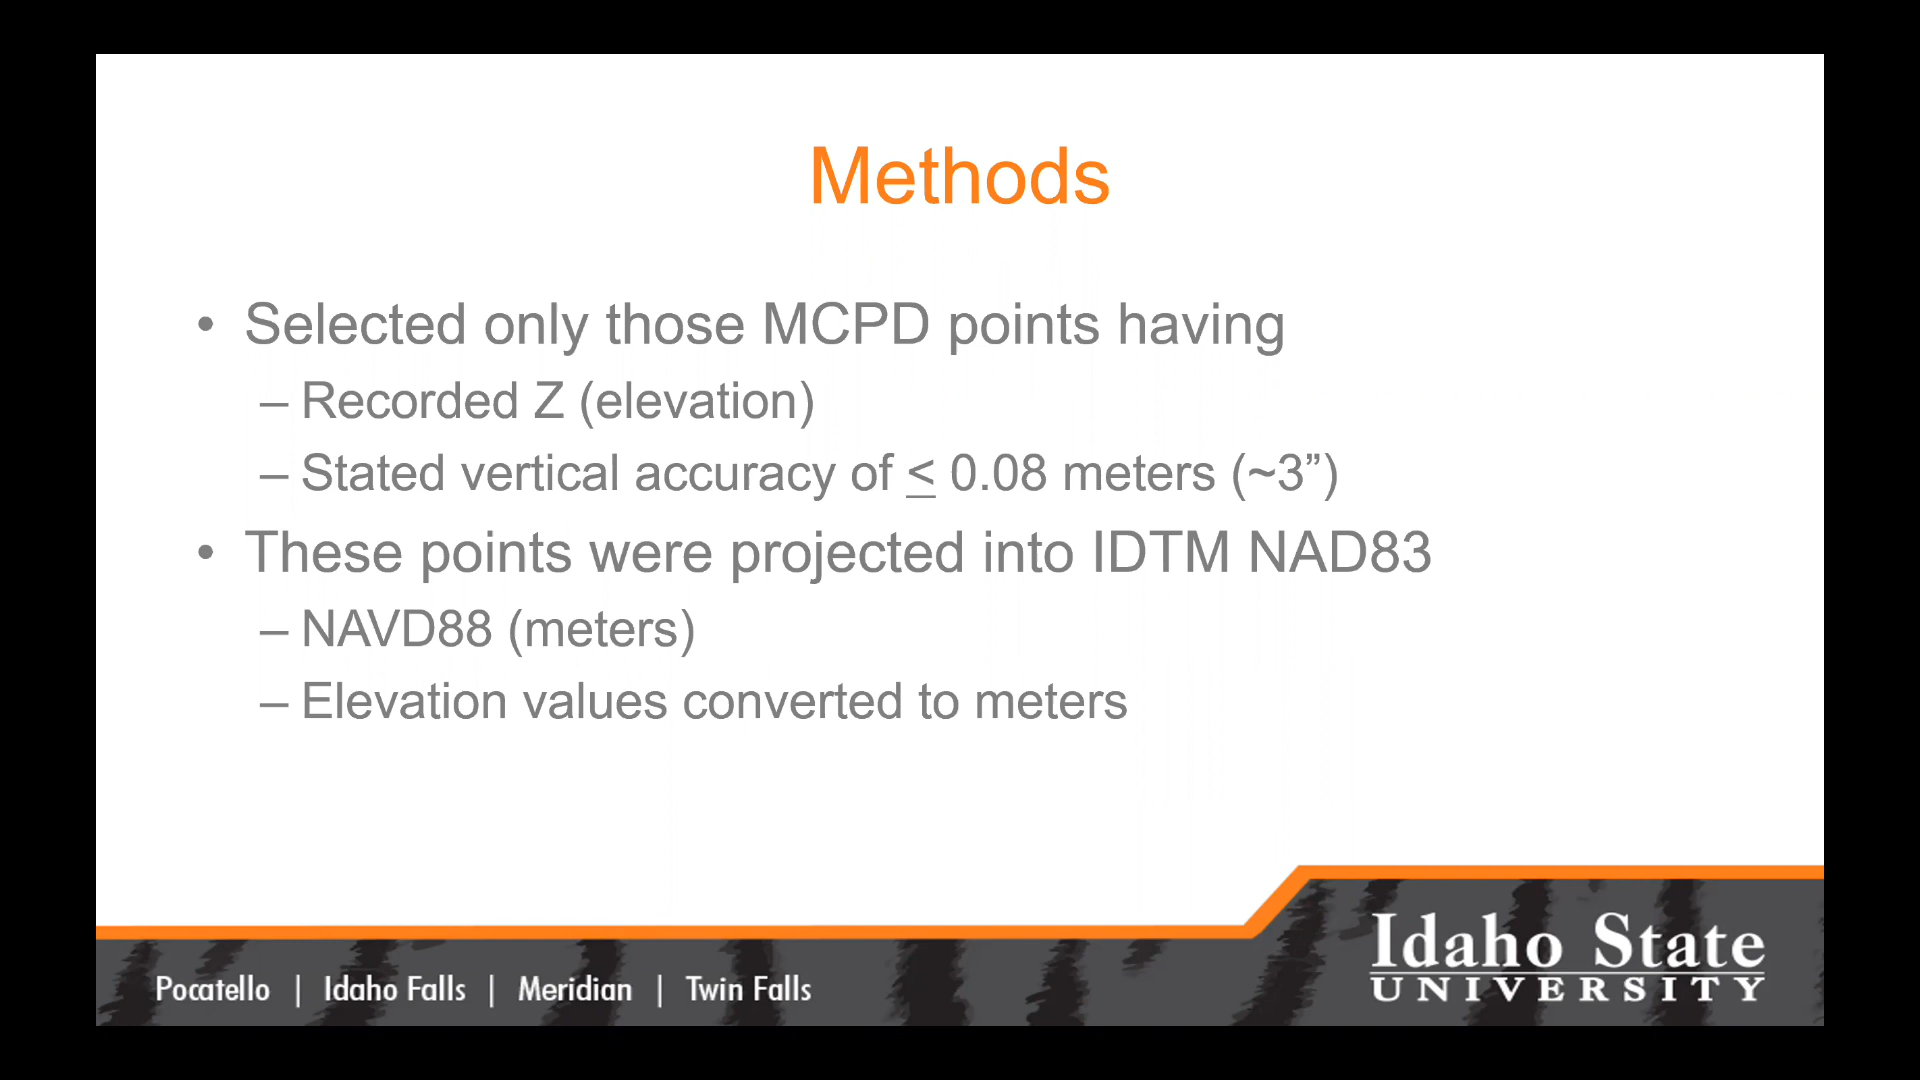 Methods
• Selected only those MCPD points having
– Recorded Z (elevation)
– Stated vertical accuracy of < 0.08 meters (~3”)
• These points were projected into IDTM NAD83
– NAVD88 (meters)
– Elevation values converted to meters
Pocatello | Idaho Falls | Meridian | Twin Falls
Idaho State
UNIVERSITY